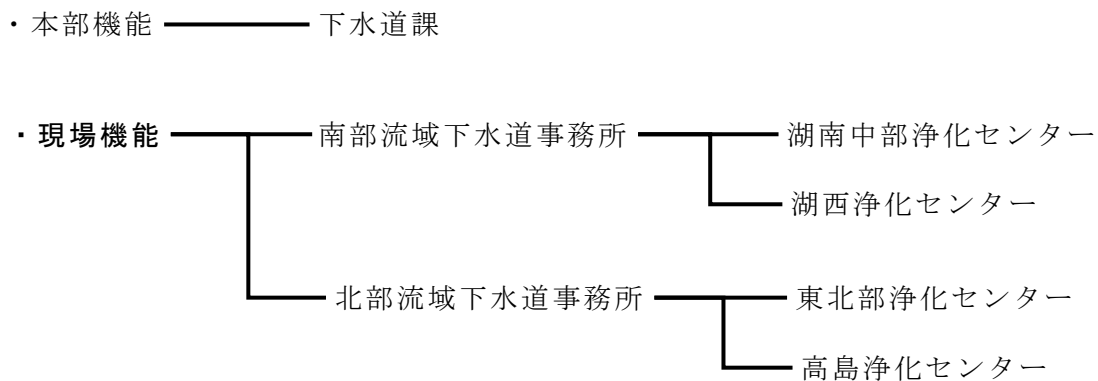 ・本部機能 下水道課
・現場機能 南部流域下水道事務所 湖南中部浄化センター
湖西浄化センター
北部流域下水道事務所 東北部浄化センター
高島浄化センター